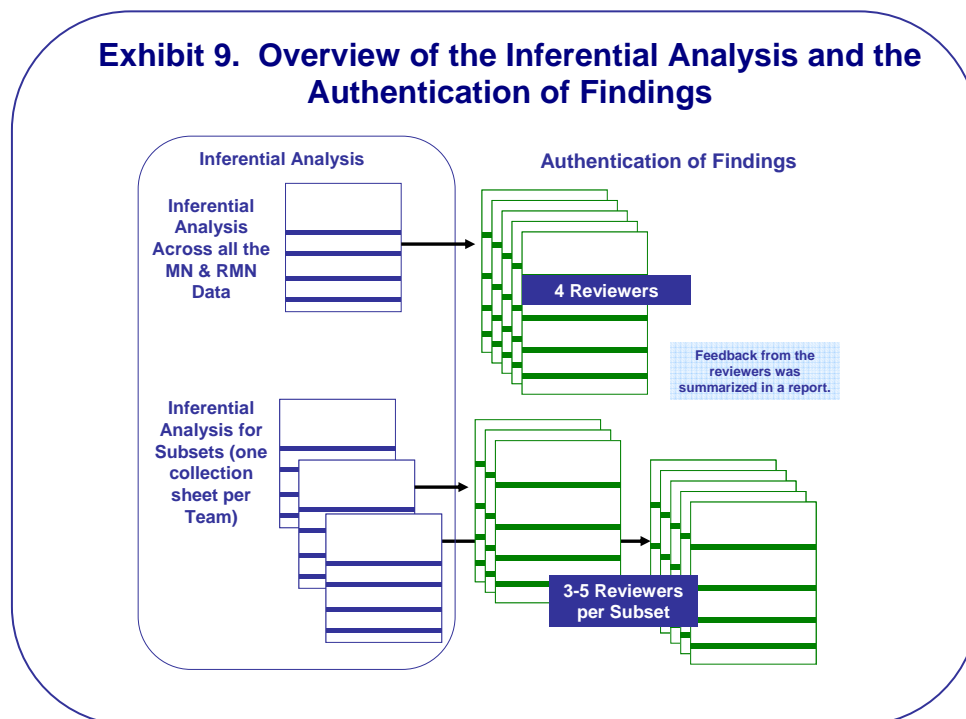 Exhibit 9. Overview of the Inferential Analysis and the
Authentication of Findings
Inferential Analysis
Authentication of Findings
Inferential
Analysis
Across all the
MN & RMN
Data
4 Reviewers
Feedback from the
reviewers was
summarized in a report.
Inferential
Analysis for
Subsets (one
collection
sheet per
Team)
3-5 Reviewers
per Subset